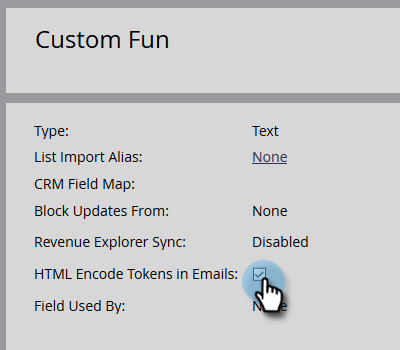 Custom Fun
Type: Text
List Import Alias: None
CRM Field Map:
Block Updates From: None
Revenue Explorer Sync: Disabled
HTML Encode Tokens in Emails:
Field Used By: